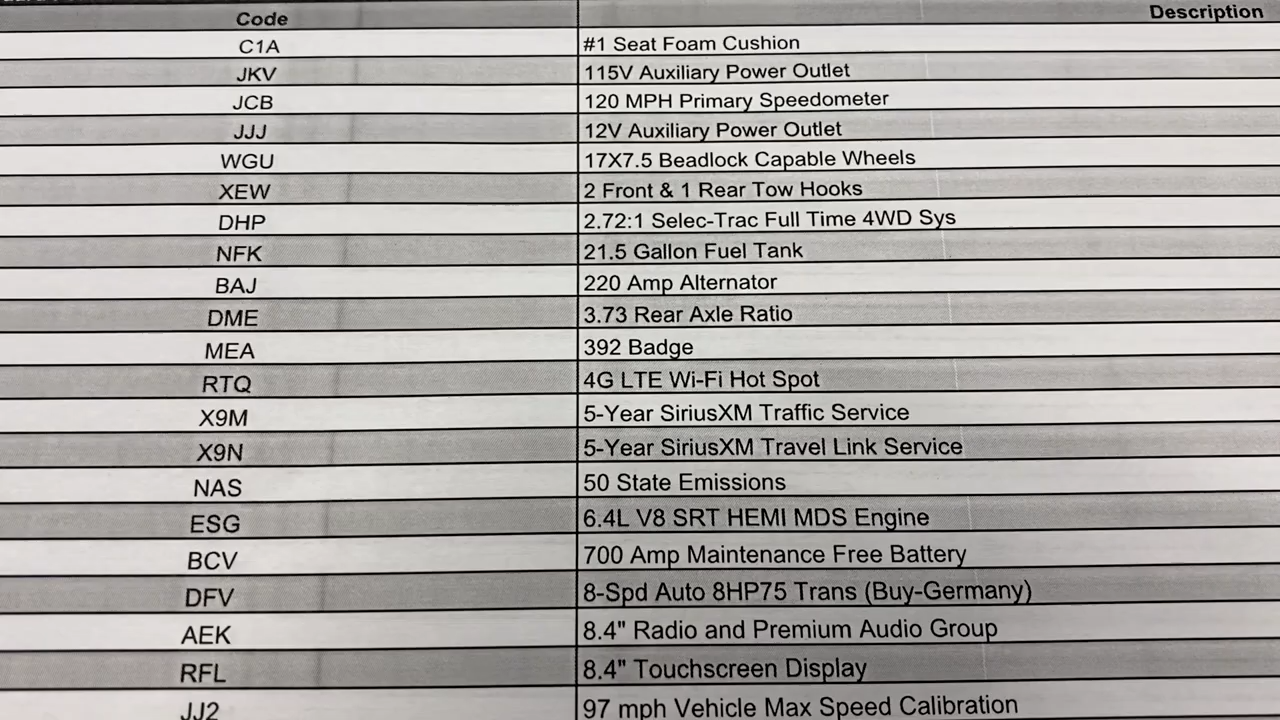 Code Description
C1A #1 Seat Foam Cushion
JKV 115V Auxiliary Power Outlet
JCB 120 MPH Primary Speedometer
JJJ 12V Auxiliary Power Outlet
WGU 17X7.5 Beadlock Capable Wheels
XEW 2 Front & 1 Rear Tow Hooks
DHP 2.72:1 Selec-Trac Full Time 4WD Sys
NFK 21.5 Gallon Fuel Tank
BAJ 220 Amp Alternator
DME 3.73 Rear Axle Ratio
MEA 392 Badge
RTQ 4G LTE Wi-Fi Hot Spot
X9M 5-Year SiriusXM Traffic Service
X9N 5-Year SiriusXM Travel Link Service
NAS 50 State Emissions
ESG 6.4L V8 SRT HEMI MDS Engine
BCV 700 Amp Maintenance Free Battery
DFV 8-Spd Auto 8HP75 Trans (Buy-Germany)
AEK 8.4" Radio and Premium Audio Group
RFL 8.4" Touchscreen Display
JJ2 97 mph Vehicle Max Speed Calibration